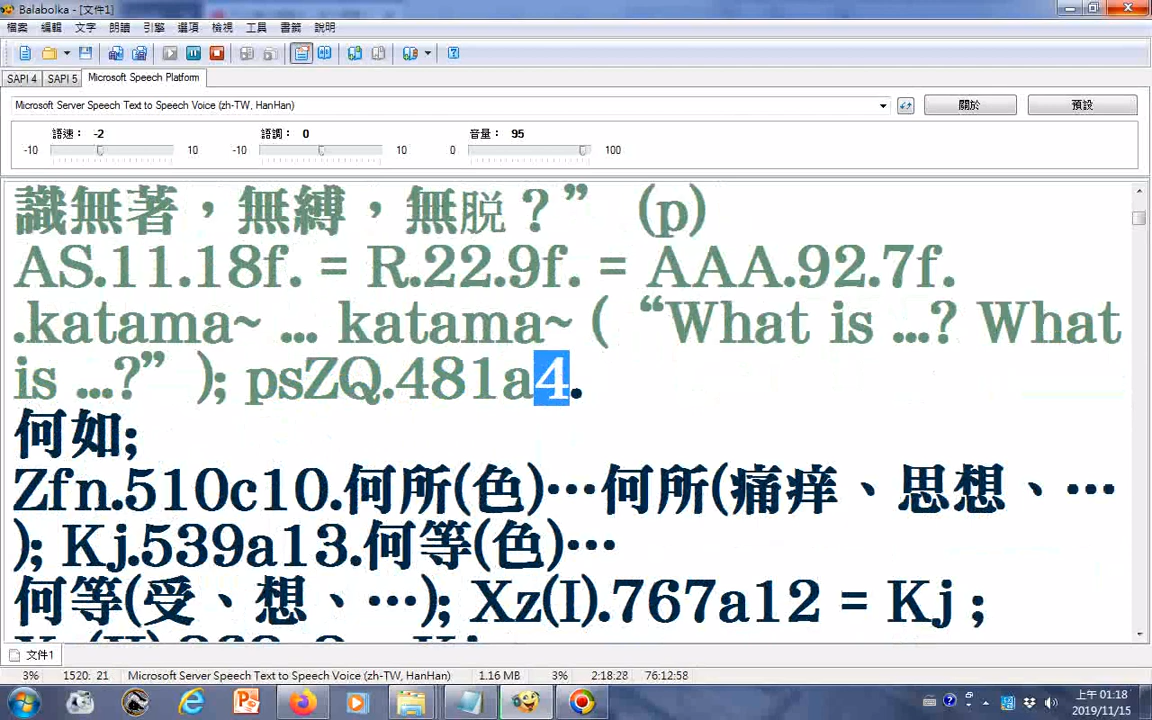 Balabolka - [文件1]
檔案 編輯 文字 朗讀 引擎 選項 檢視 工具 書籤 說明
SAPI 4 SAPI 5 Microsoft Speech Platform
Microsoft Server Speech Text to Speech Voice (zh-TW, HanHan) 關於 預設
語速： -2 語調： 0 音量： 95
-10 10 -10 10 0 100
識無著，無縛，無脱？” (p)
AS.11.18f. = R.22.9f. = AAA.92.7f.
.katama~ ... katama~ (“What is ...? What
is ...?” ); psZQ.481a4.
何如;
Zfn.510c10.何所(色)…何所(痛痒、思想、…
); Kj.539a13.何等(色)…
何等(受、想、…); Xz(I).767a12 = Kj ;
文件1
3% 1520: 21 Microsoft Server Speech Text to Speech Voice (zh-TW, HanHan) 1.16 MB 3% 2:18:28 76:12:58
上午 01:18
2019/11/15